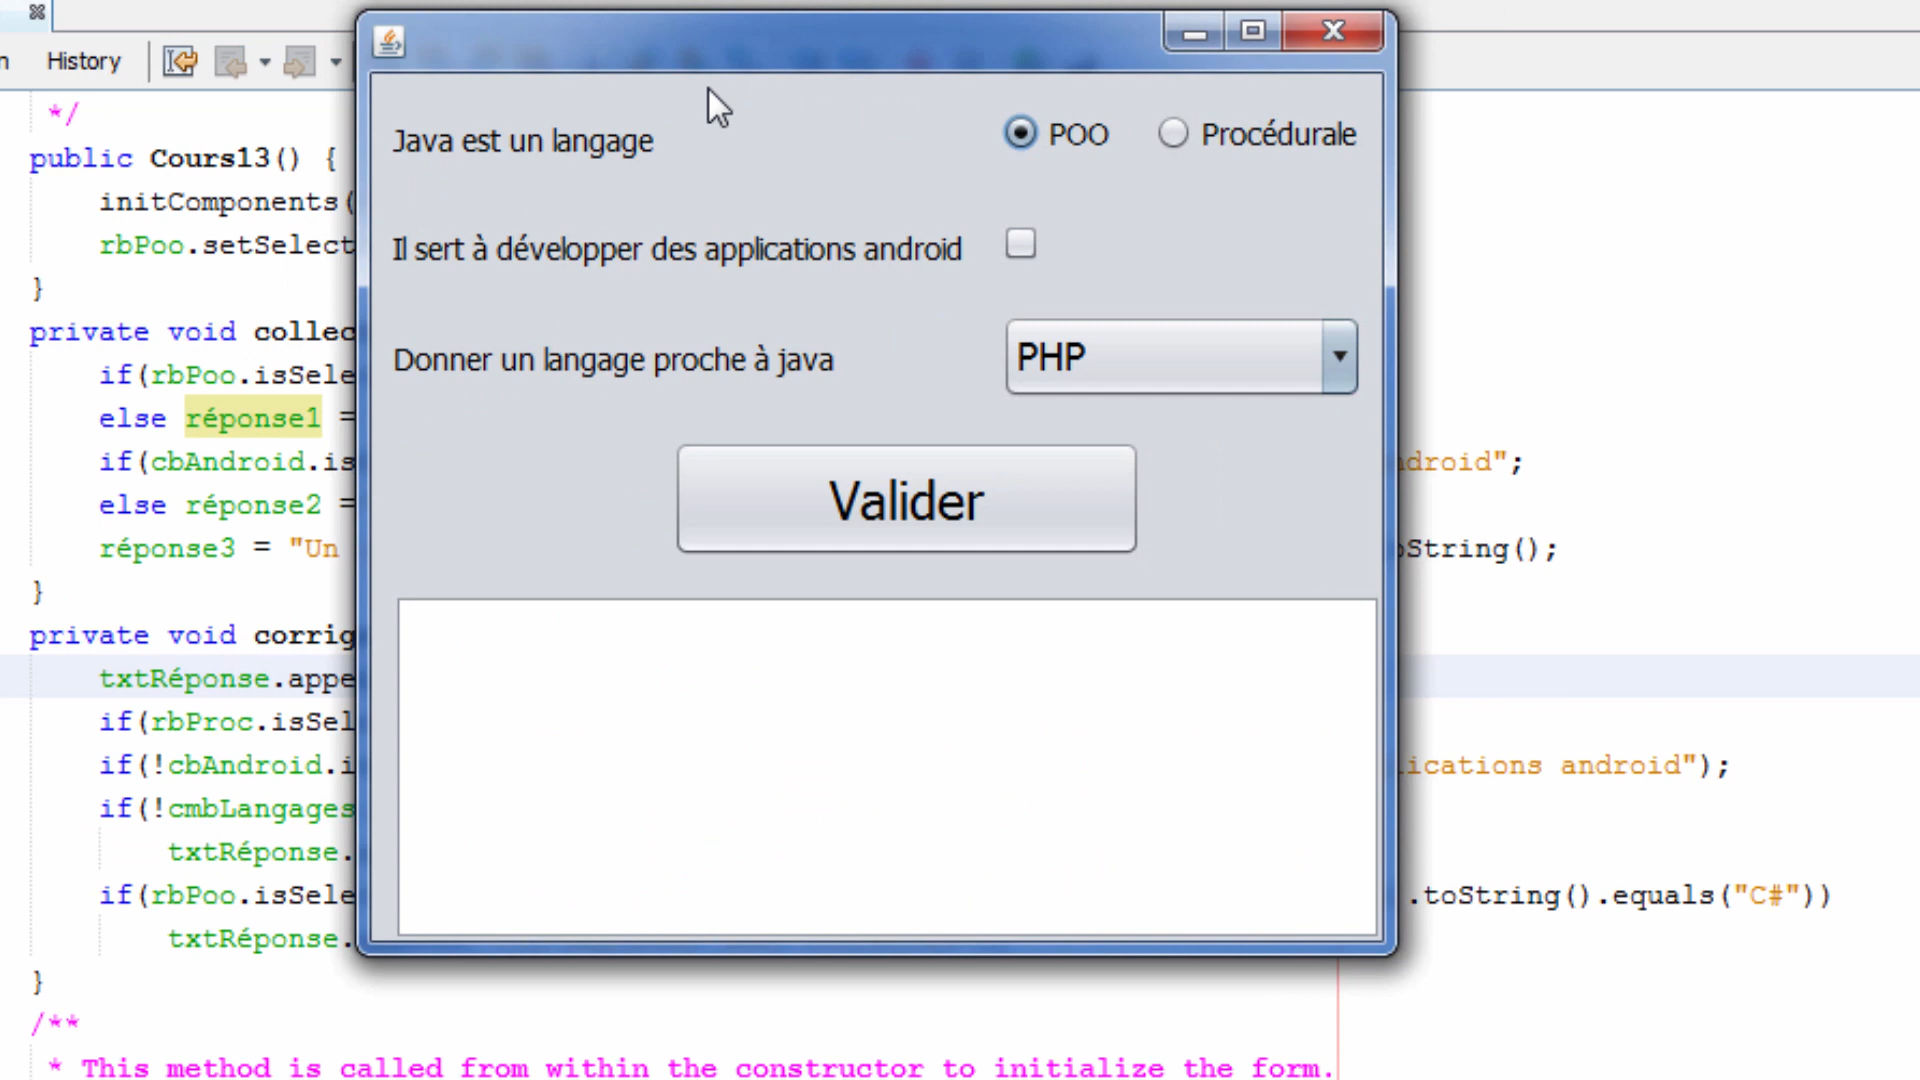 History
*/
public Cours13() {
initComponents(
rbPoo.setSelect
}
private void collec
if(rbPoo.isSele
else réponse1 =
if(cbAndroid.is
ndroid";
else réponse2 =
réponse3 = "Un
oString();
}
private void corrig
txtRéponse.appe
if(rbProc.isSel
if(!cbAndroid.i
lications android");
if(!cmbLangages
txtRéponse.
if(rbPoo.isSele
.toString().equals("C#"))
txtRéponse.
}
/**
* This method is called from within the constructor to initialize the form.
Java est un langage
POO
Procédurale
Il sert à développer des applications android
Donner un langage proche à java
PHP
Valider